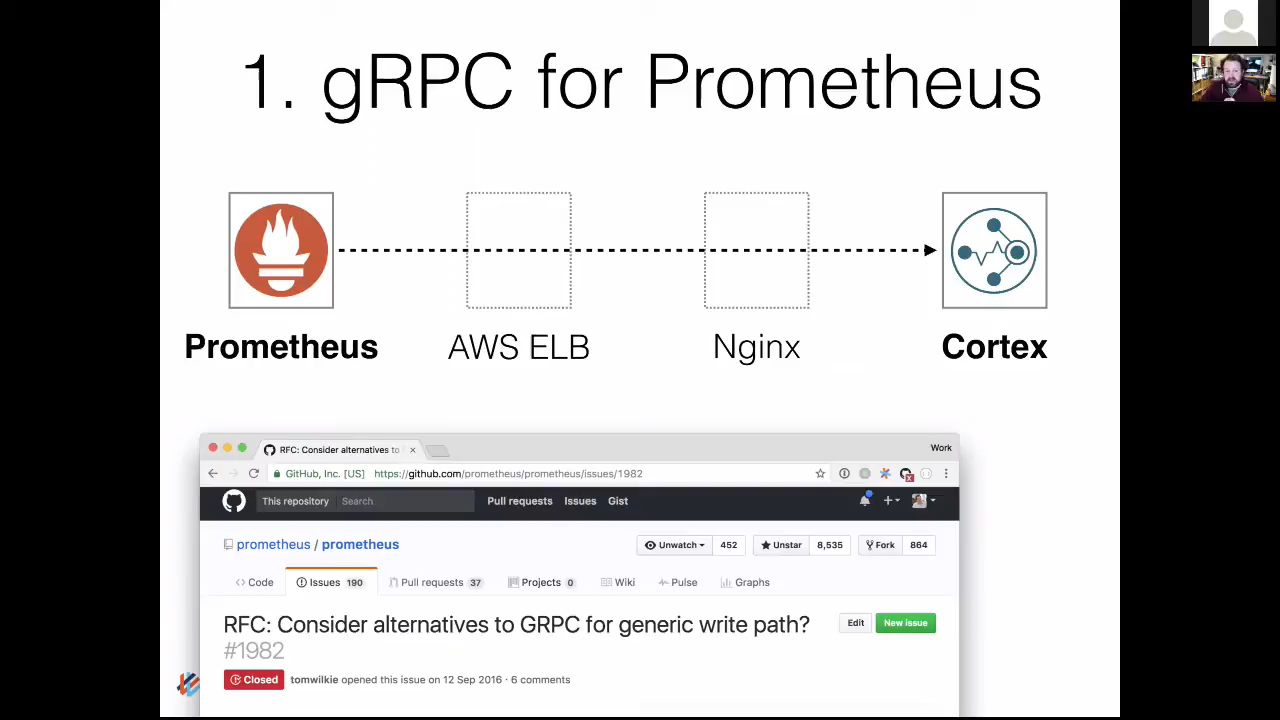 1. gRPC for Prometheus
Prometheus
AWS ELB
Nginx
Cortex
RFC: Consider alternatives to
Work
GitHub, Inc. [US] https://github.com/prometheus/prometheus/issues/1982
This repository Search Pull requests Issues Gist
prometheus / prometheus
Unwatch 452 Unstar 8,535 Fork 864
Code Issues 190 Pull requests 37 Projects 0 Wiki Pulse Graphs
RFC: Consider alternatives to GRPC for generic write path?
#1982
Edit New issue
Closed tomwilkie opened this issue on 12 Sep 2016 · 6 comments